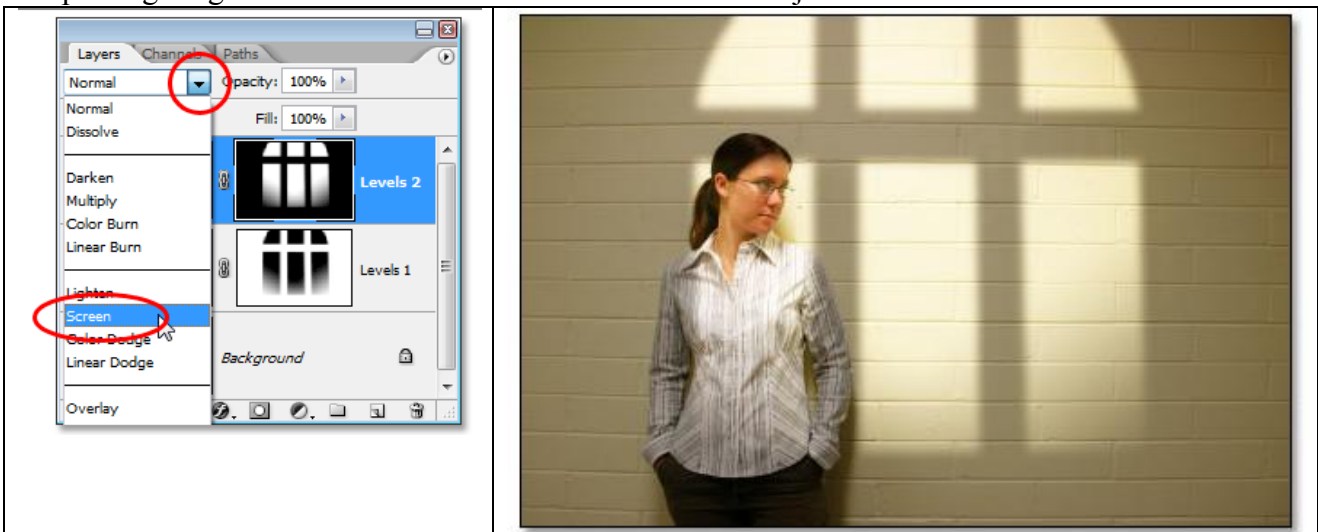 Layers Channels Paths
Normal Opacity: 100%
Normal
Fill: 100%
Dissolve
Darken
Multiply
Levels 2
Color Burn
Linear Burn
Levels 1
Lighten
Screen
Color Dodge
Linear Dodge
Background
Overlay